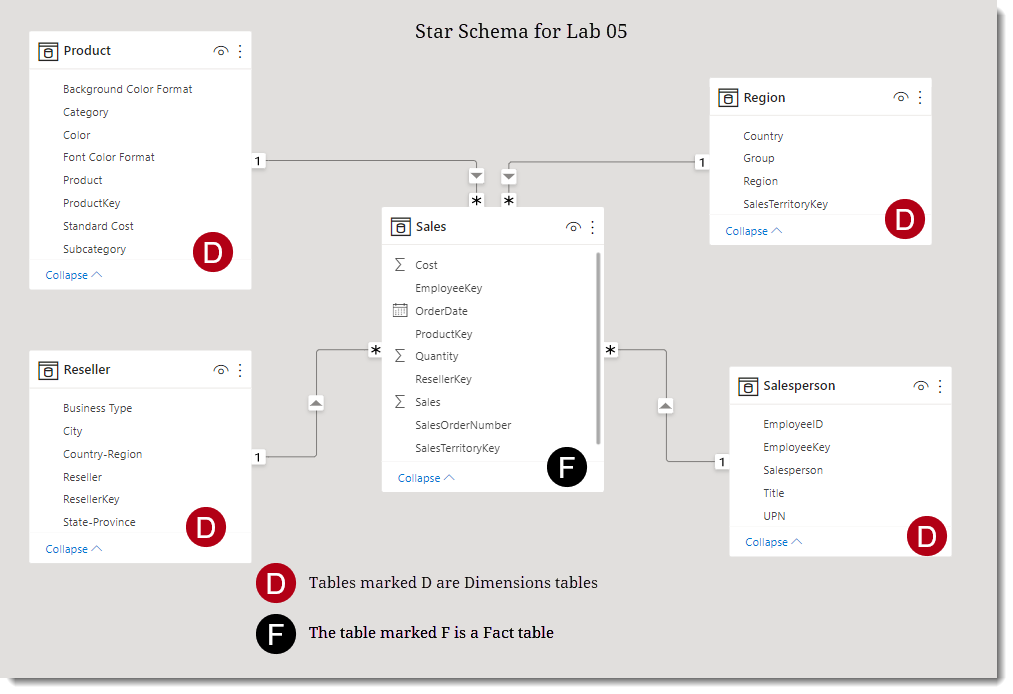 Star Schema for Lab 05
Product
Background Color Format
Category
Color
Font Color Format
Product
ProductKey
Standard Cost
Subcategory
D
Collapse
1
*
*
1
Region
Country
Group
Region
SalesTerritoryKey
D
Collapse
Sales
Cost
EmployeeKey
OrderDate
ProductKey
Quantity
ResellerKey
Sales
SalesOrderNumber
SalesTerritoryKey
F
Collapse
*
1
*
1
Reseller
Business Type
City
Country-Region
Reseller
ResellerKey
State-Province
D
Collapse
Salesperson
EmployeeID
EmployeeKey
Salesperson
Title
UPN
D
Collapse
D Tables marked D are Dimensions tables
F The table marked F is a Fact table